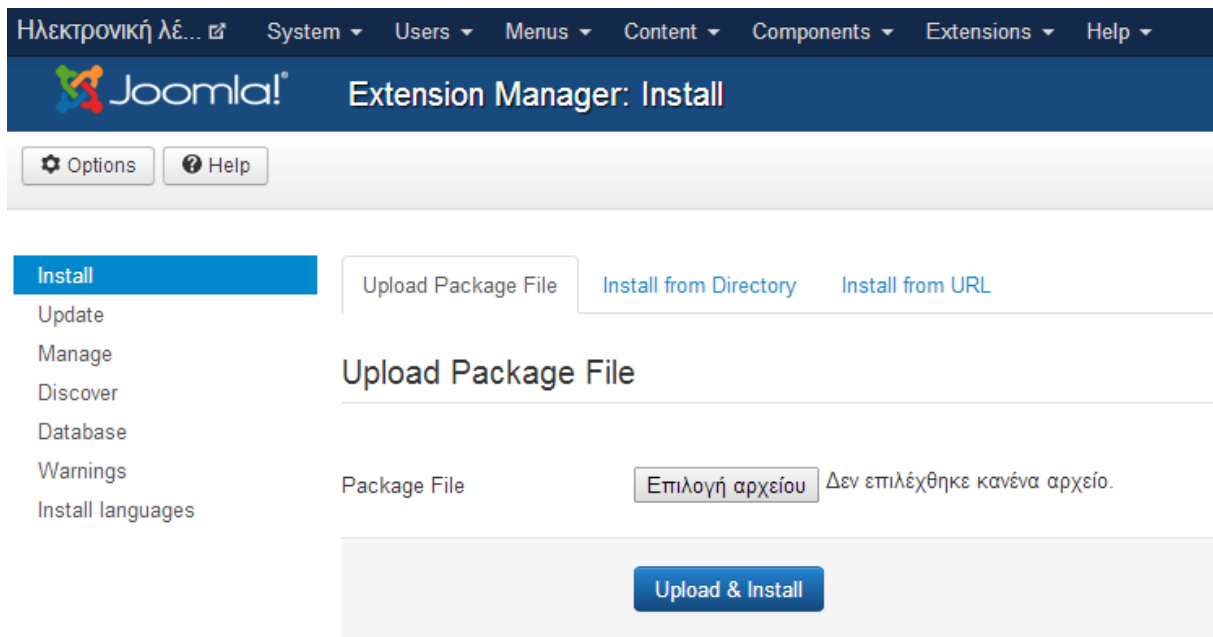 Ηλεκτρονική λέ... System Users Menus Content Components Extensions Help
Joomla!® Extension Manager: Install
Options Help
Install
Update
Manage
Discover
Database
Warnings
Install languages
Upload Package File Install from Directory Install from URL
Upload Package File
Package File Επιλογή αρχείου Δεν επιλέχθηκε κανένα αρχείο.
Upload & Install